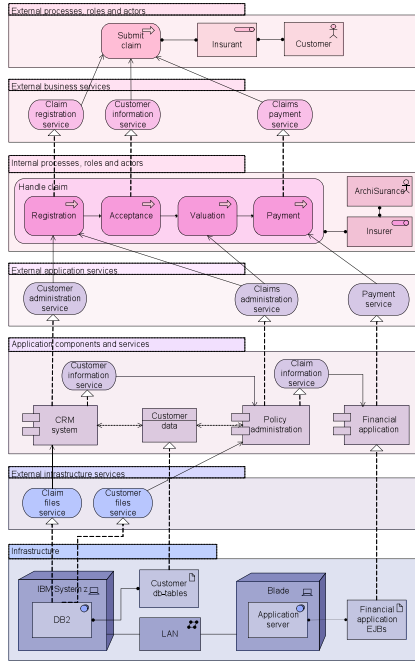 External processes, roles and actors
Submit
claim
Insurant
Customer
External business services
Claim
registration
service
Customer
information
service
Claims
payment
service
Internal processes, roles and actors
Handle claim
Registration
Acceptance
Valuation
Payment
ArchiSurance
Insurer
External application services
Customer
administration
service
Claims
administration
service
Payment
service
Application components and services
Customer
information
service
Claim
information
service
CRM
system
Customer
data
Policy
administration
Financial
application
External infrastructure services
Claim
files
service
Customer
files
service
Infrastructure
IBM System z
DB2
Customer
db-tables
LAN
Blade
Application
server
Financial
application
EJBs